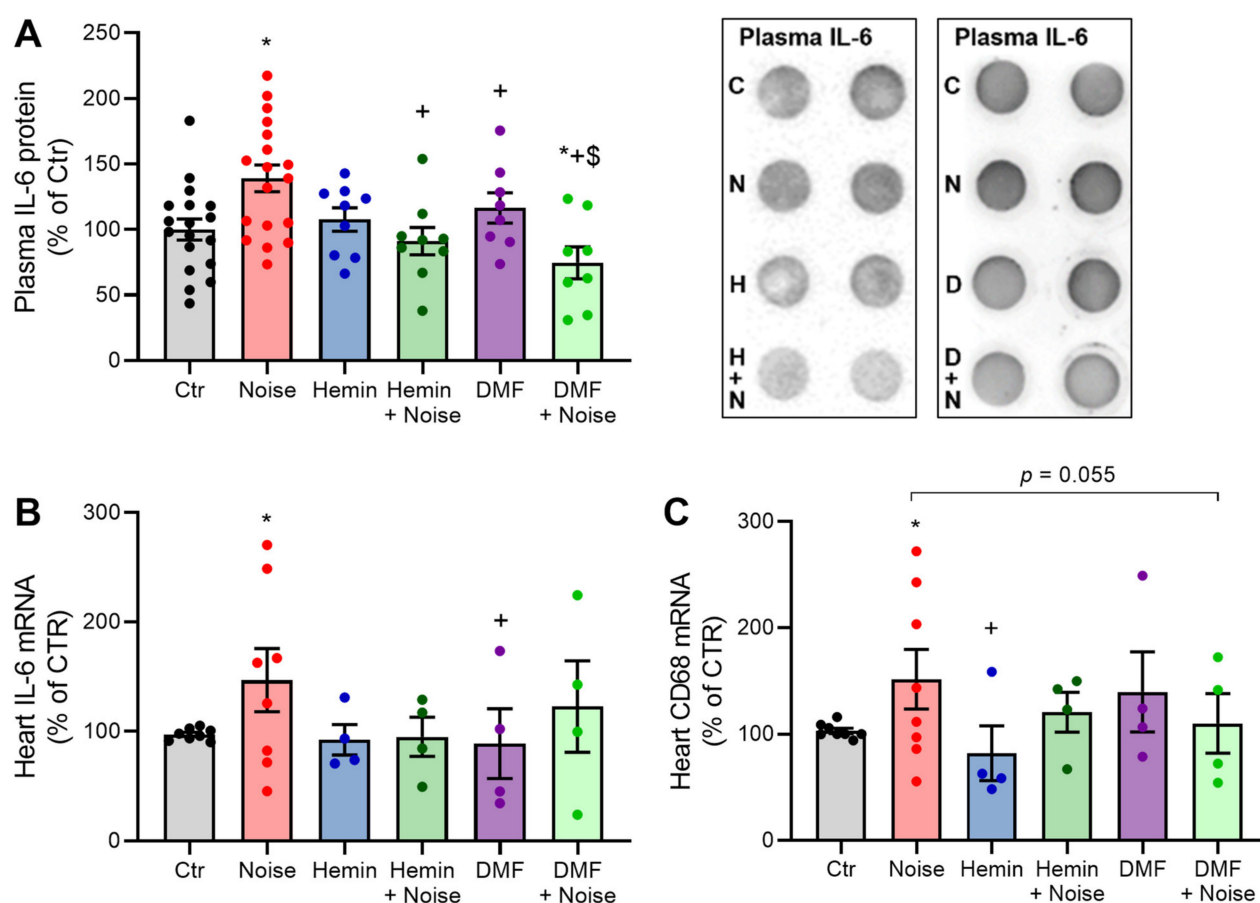 A
Plasma IL-6 protein
(% of Ctr)
250
200
150
100
50
0
*
+
+
*+$
Ctr
Noise
Hemin
Hemin
+ Noise
DMF
DMF
+ Noise
Plasma IL-6
C
N
H
H
+
N
Plasma IL-6
C
N
D
D
+
N
B
Heart IL-6 mRNA
(% of CTR)
300
200
100
0
*
+
Ctr
Noise
Hemin
Hemin
+ Noise
DMF
DMF
+ Noise
C
p = 0.055
Heart CD68 mRNA
(% of CTR)
300
200
100
0
*
+
Ctr
Noise
Hemin
Hemin
+ Noise
DMF
DMF
+ Noise